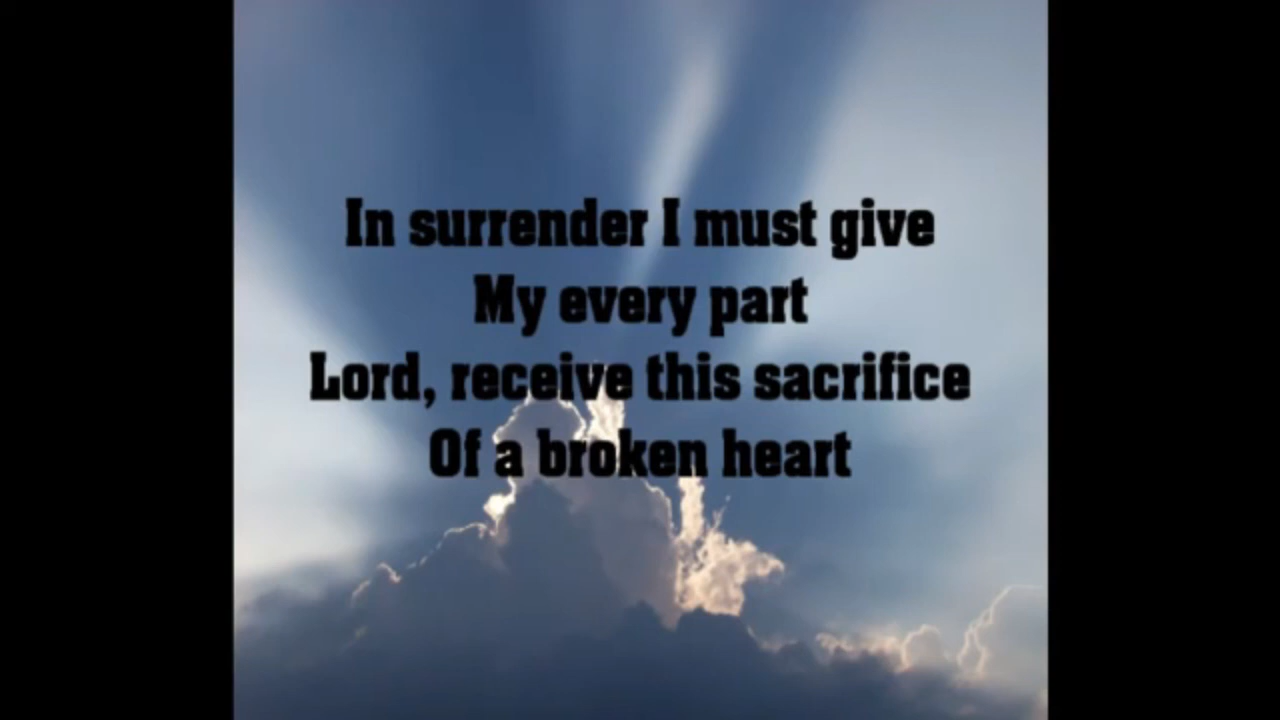 In surrender I must give
My every part
Lord, receive this sacrifice
Of a broken heart